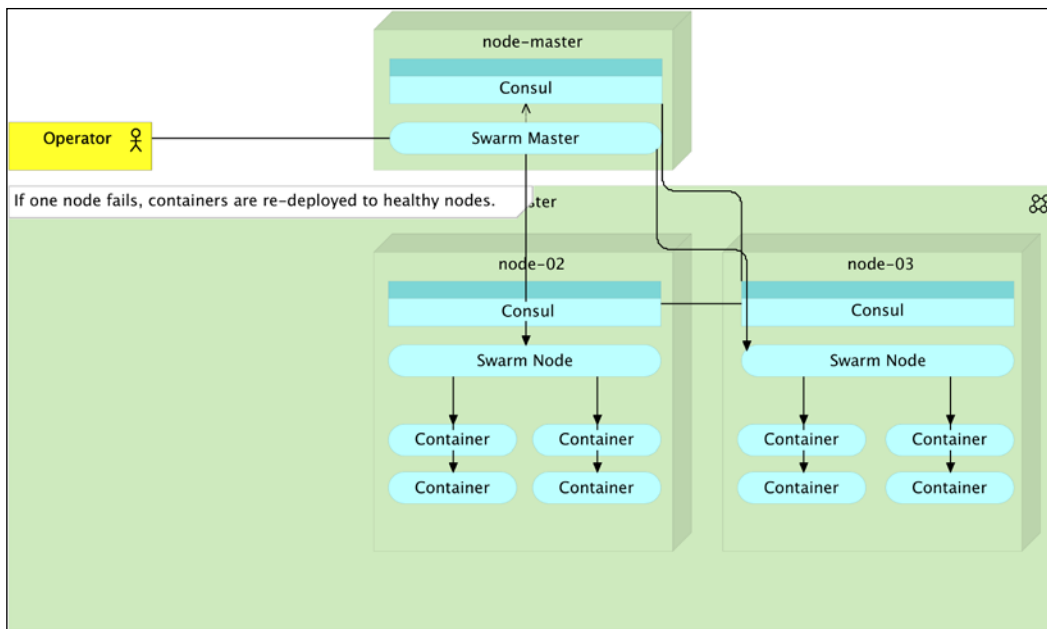 node-master
Consul
Operator
Swarm Master
If one node fails, containers are re-deployed to healthy nodes.
node-02
node-03
Consul
Consul
Swarm Node
Swarm Node
Container
Container
Container
Container
Container
Container
Container
Container